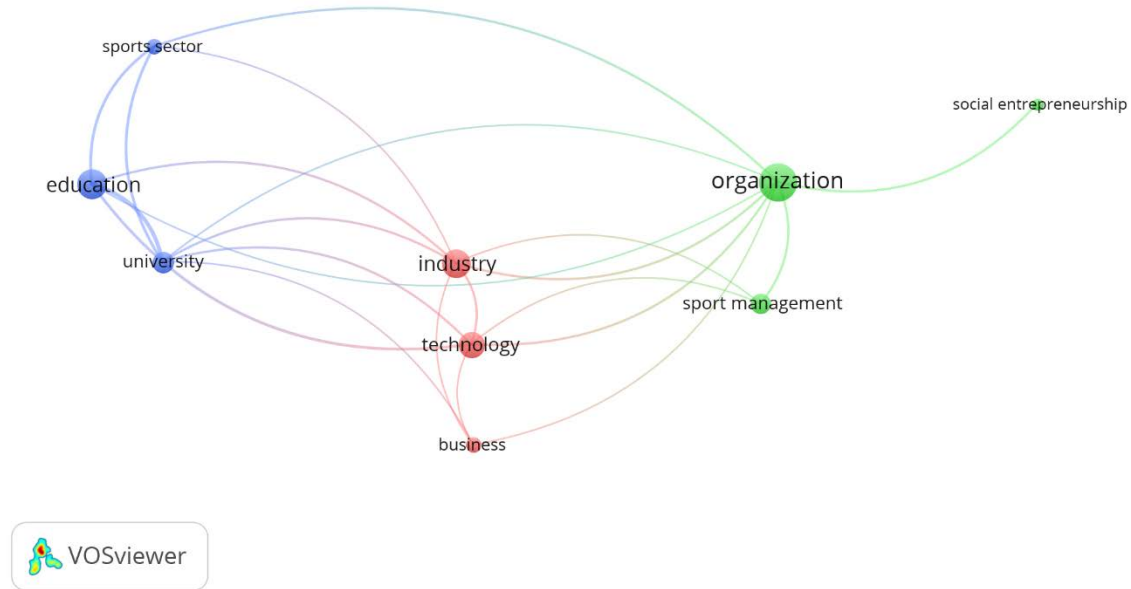 sports sector
social entrepreneurship
education
organization
university
industry
sport management
technology
business
VOSviewer